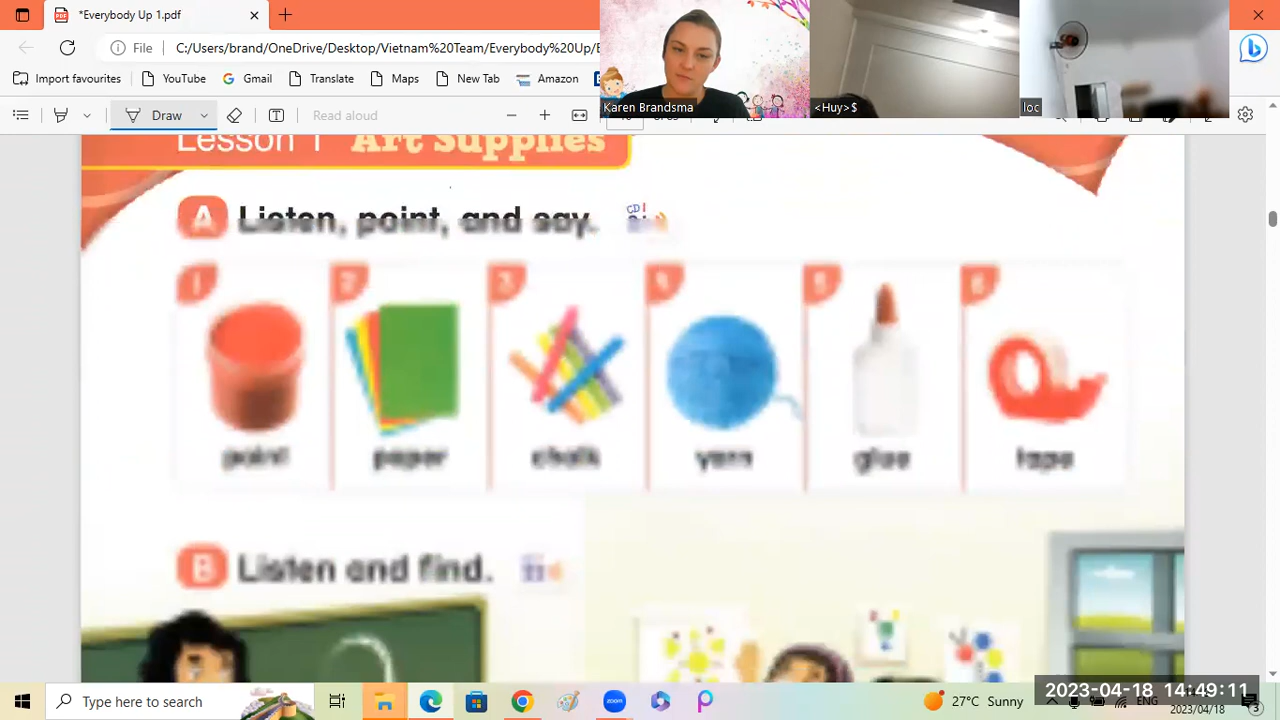 *Everybody Up 1.pdf
File
C:/Users/brand/OneDrive/Desktop/Vietnam%20Team/Everybody%20Up/E
Import favourites
YouTube
Gmail
Translate
Maps
New Tab
Amazon
Draw
Read aloud
Karen Brandsma
<Huy>$
loc
Lesson 1 Art Supplies
A Listen, point, and say.
CD1
1 2 3 4 5 6
paint paper chalk yarn glue tape
B Listen and find.
Type here to search
27°C Sunny
ENG
2023-04-18 14:49:11
2023/04/18
3